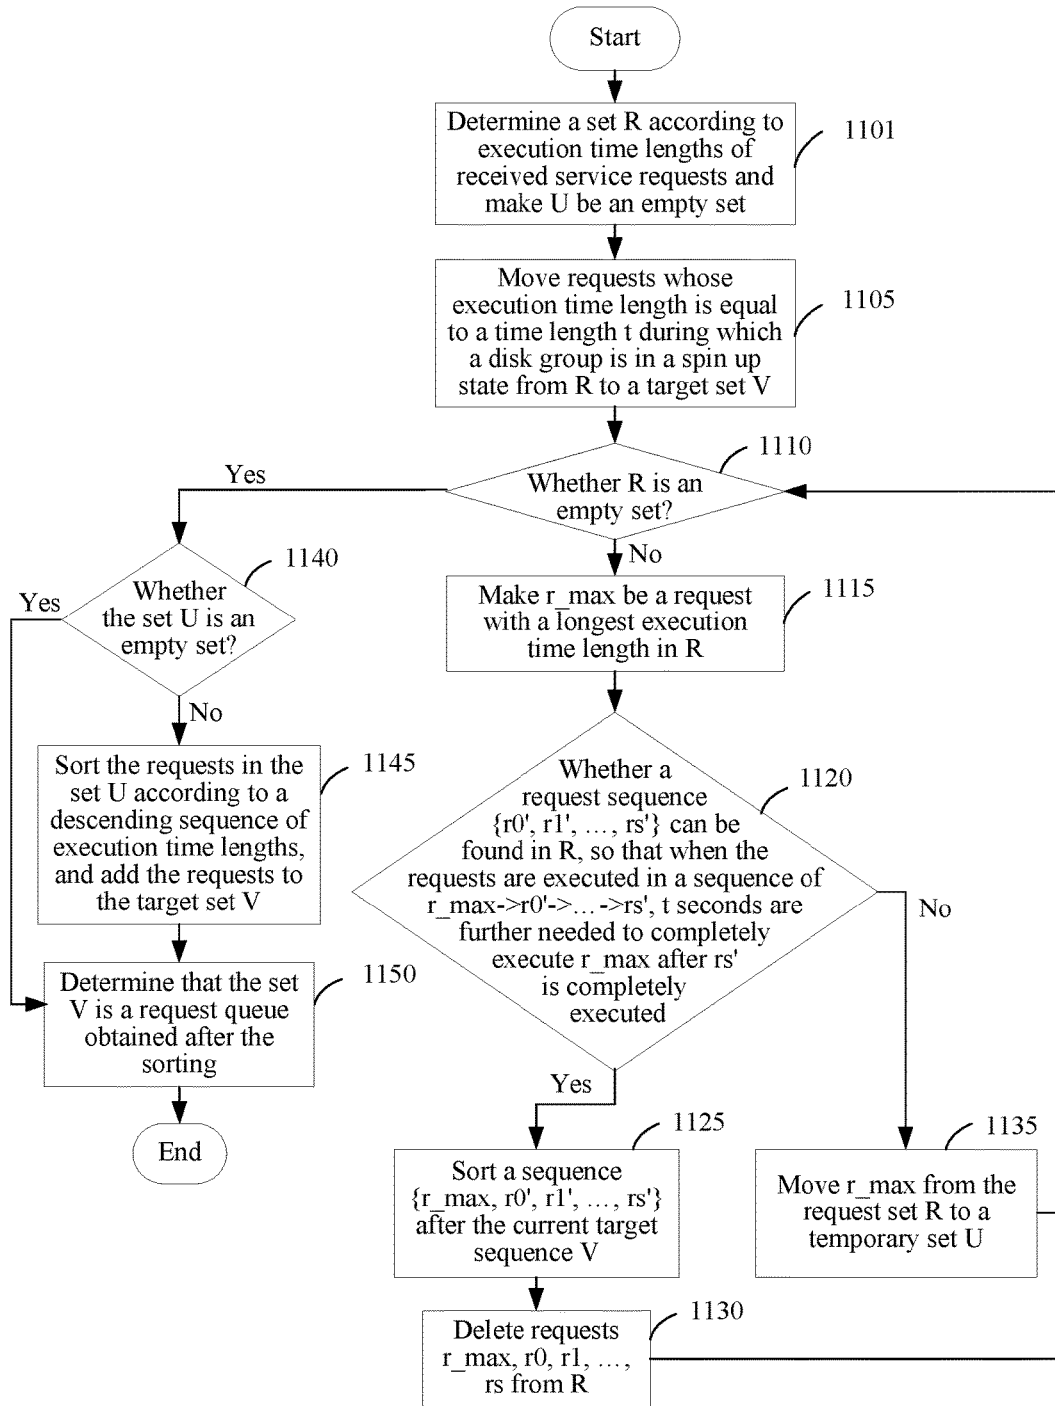 Start
Determine a set R according to
execution time lengths of
received service requests and
make U be an empty set
1101
Move requests whose
execution time length is equal
to a time length t during which
a disk group is in a spin up
state from R to a target set V
1105
1110
Whether R is an
empty set?
Yes
No
1140
Whether
the set U is an
empty set?
Yes
No
Make r_max be a request
with a longest execution
time length in R
1115
Sort the requests in the
set U according to a
descending sequence of
execution time lengths,
and add the requests to
the target set V
1145
Whether a
request sequence
{r0', r1', …, rs'} can be
found in R, so that when the
requests are executed in a sequence of
r_max->r0'->…->rs', t seconds are
further needed to completely
execute r_max after rs'
is completely
executed
1120
No
Yes
Determine that the set
V is a request queue
obtained after the
sorting
1150
End
1125
Sort a sequence
{r_max, r0', r1', …, rs'}
after the current target
sequence V
1135
Move r_max from the
request set R to a
temporary set U
1130
Delete requests
r_max, r0, r1, …,
rs from R